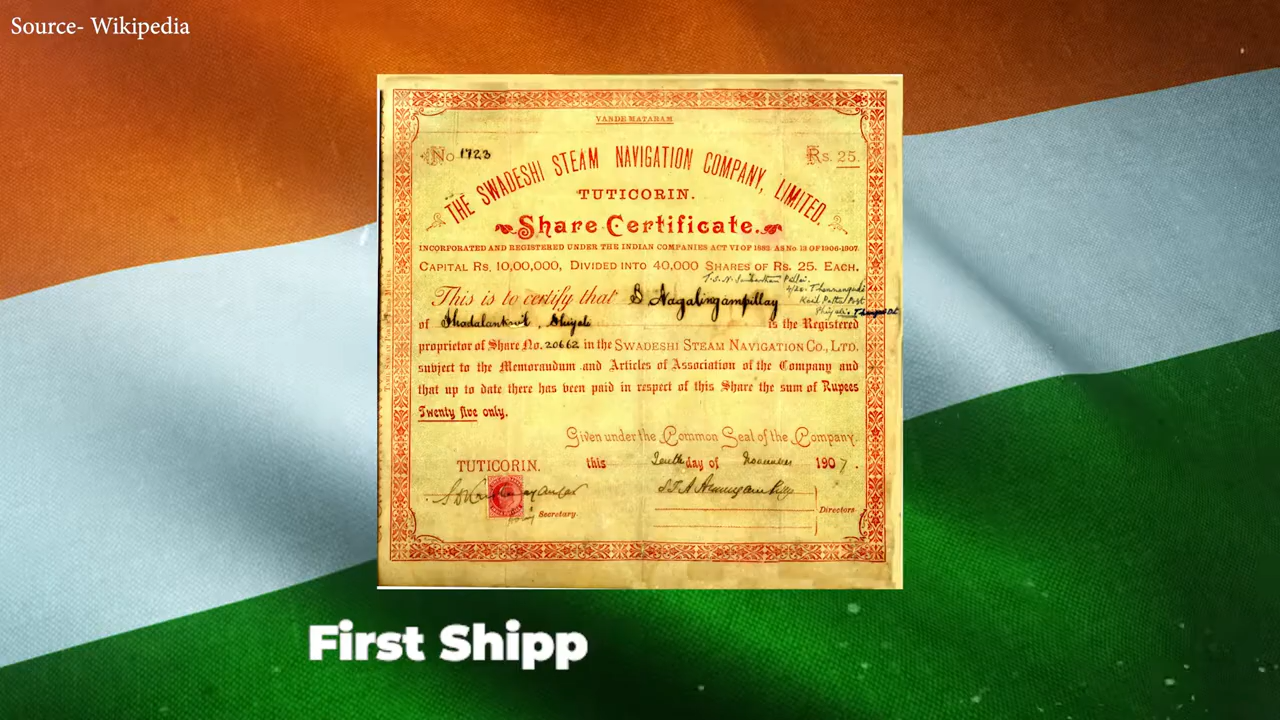 Source- Wikipedia
VANDE MATARAM
No 1723
Rs. 25.
THE SWADESHI STEAM NAVIGATION COMPANY, LIMITED.
TUTICORIN.
Share Certificate.
INCORPORATED AND REGISTERED UNDER THE INDIAN COMPANIES ACT VI OF 1882 AS No 13 OF 1906-1907.
CAPITAL RS. 10,00,000, DIVIDED INTO 40,000 SHARES OF RS. 25. EACH.
This is to certify that S Nagalingampillay
of Shiyali is the Registered
proprietor of Share No. 20662 in the SWADESHI STEAM NAVIGATION CO., LTD.
subject to the Memorandum and Articles of Association of the Company and
that up to date there has been paid in respect of this Share the sum of Rupees
Twenty five only.
Given under the Common Seal of the Company.
TUTICORIN. this Tenth day of November 1907.
Secretary.
Directors.
First Shipp